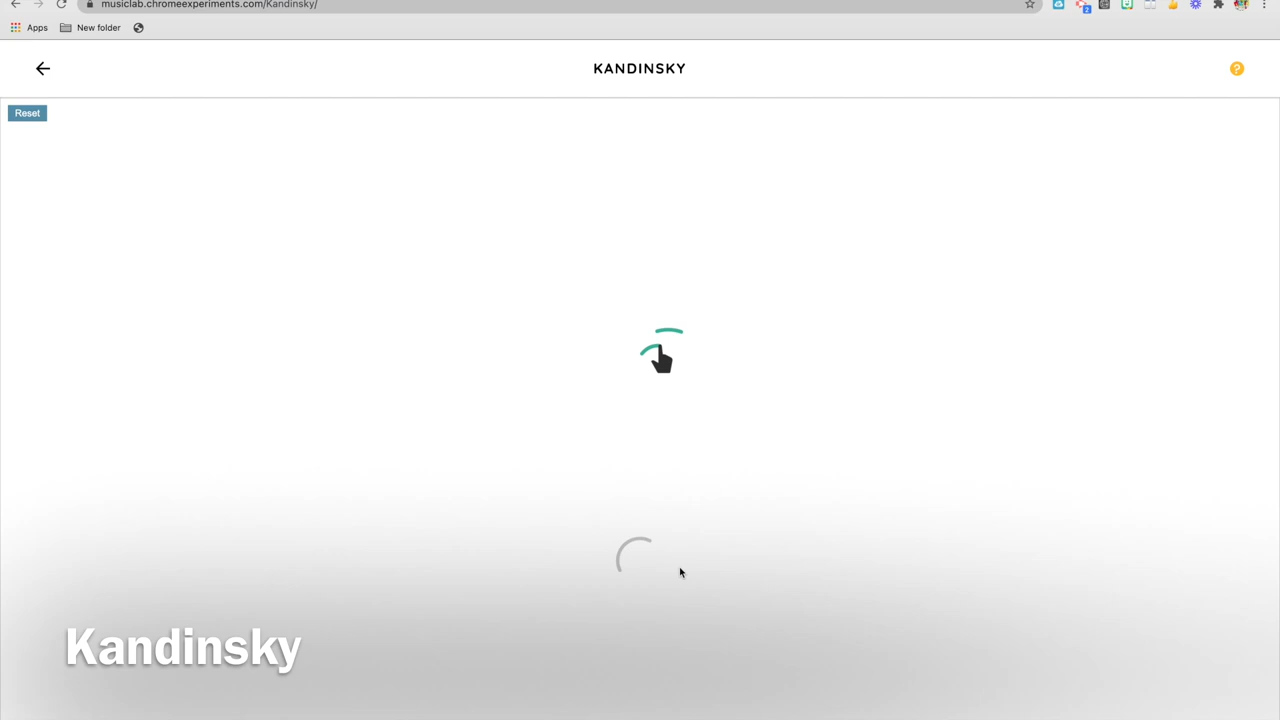 musiclab.chromeexperiments.com/Kandinsky/
Apps
New folder
KANDINSKY
?
Reset
Kandinsky